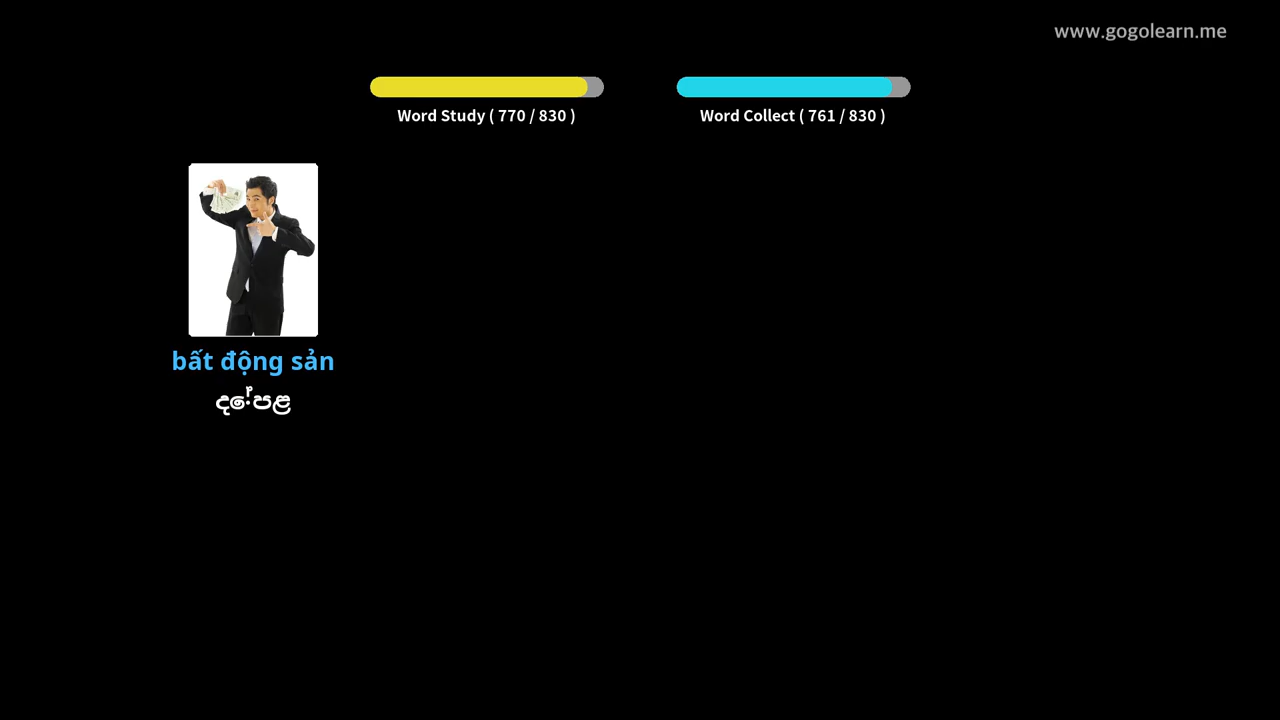 www.gogolearn.me
Word Study ( 770 / 830 )
Word Collect ( 761 / 830 )
bất động sản
දේපළ